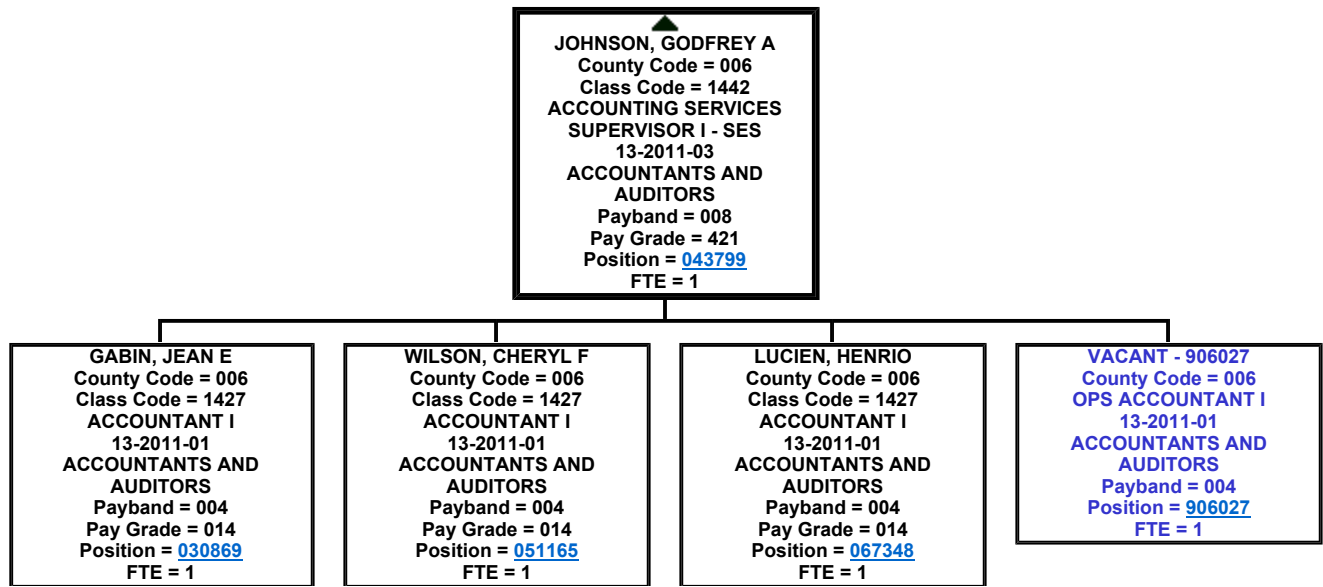 JOHNSON, GODFREY A
County Code = 006
Class Code = 1442
ACCOUNTING SERVICES
SUPERVISOR I - SES
13-2011-03
ACCOUNTANTS AND
AUDITORS
Payband = 008
Pay Grade = 421
Position = 043799
FTE = 1
GABIN, JEAN E
County Code = 006
Class Code = 1427
ACCOUNTANT I
13-2011-01
ACCOUNTANTS AND
AUDITORS
Payband = 004
Pay Grade = 014
Position = 030869
FTE = 1
WILSON, CHERYL F
County Code = 006
Class Code = 1427
ACCOUNTANT I
13-2011-01
ACCOUNTANTS AND
AUDITORS
Payband = 004
Pay Grade = 014
Position = 051165
FTE = 1
LUCIEN, HENRIO
County Code = 006
Class Code = 1427
ACCOUNTANT I
13-2011-01
ACCOUNTANTS AND
AUDITORS
Payband = 004
Pay Grade = 014
Position = 067348
FTE = 1
VACANT - 906027
County Code = 006
OPS ACCOUNTANT I
13-2011-01
ACCOUNTANTS AND
AUDITORS
Payband = 004
Position = 906027
FTE = 1